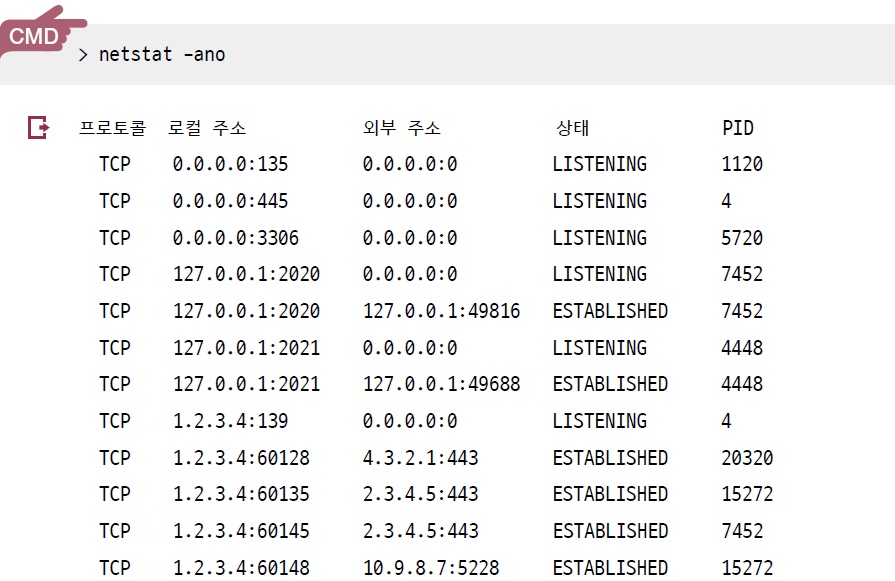 CMD
> netstat -ano
프로토콜 로컬 주소 외부 주소 상태 PID
TCP 0.0.0.0:135 0.0.0.0:0 LISTENING 1120
TCP 0.0.0.0:445 0.0.0.0:0 LISTENING 4
TCP 0.0.0.0:3306 0.0.0.0:0 LISTENING 5720
TCP 127.0.0.1:2020 0.0.0.0:0 LISTENING 7452
TCP 127.0.0.1:2020 127.0.0.1:49816 ESTABLISHED 7452
TCP 127.0.0.1:2021 0.0.0.0:0 LISTENING 4448
TCP 127.0.0.1:2021 127.0.0.1:49688 ESTABLISHED 4448
TCP 1.2.3.4:139 0.0.0.0:0 LISTENING 4
TCP 1.2.3.4:60128 4.3.2.1:443 ESTABLISHED 20320
TCP 1.2.3.4:60135 2.3.4.5:443 ESTABLISHED 15272
TCP 1.2.3.4:60145 2.3.4.5:443 ESTABLISHED 7452
TCP 1.2.3.4:60148 10.9.8.7:5228 ESTABLISHED 15272